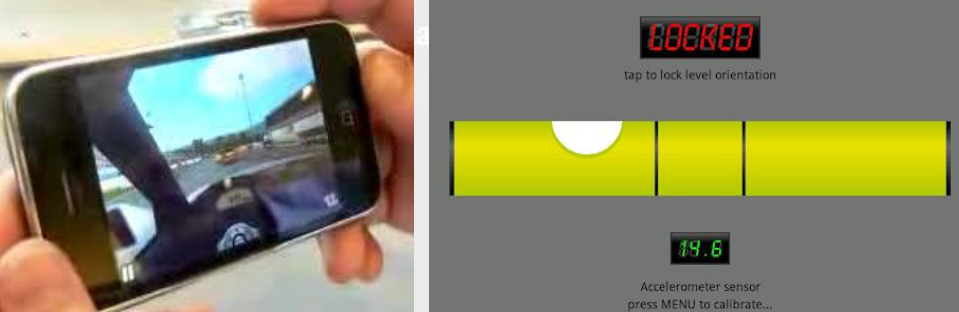 LOCKED
tap to lock level orientation
14.6
Accelerometer sensor
press MENU to calibrate...